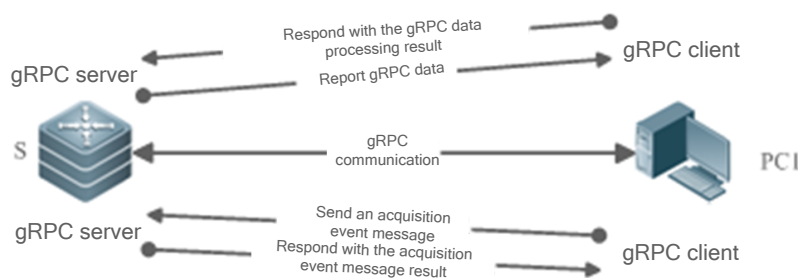 Respond with the gRPC data
processing result
gRPC server
gRPC client
Report gRPC data
S
gRPC
communication
PC1
gRPC server
Send an acquisition
event message
Respond with the acquisition
event message result
gRPC client